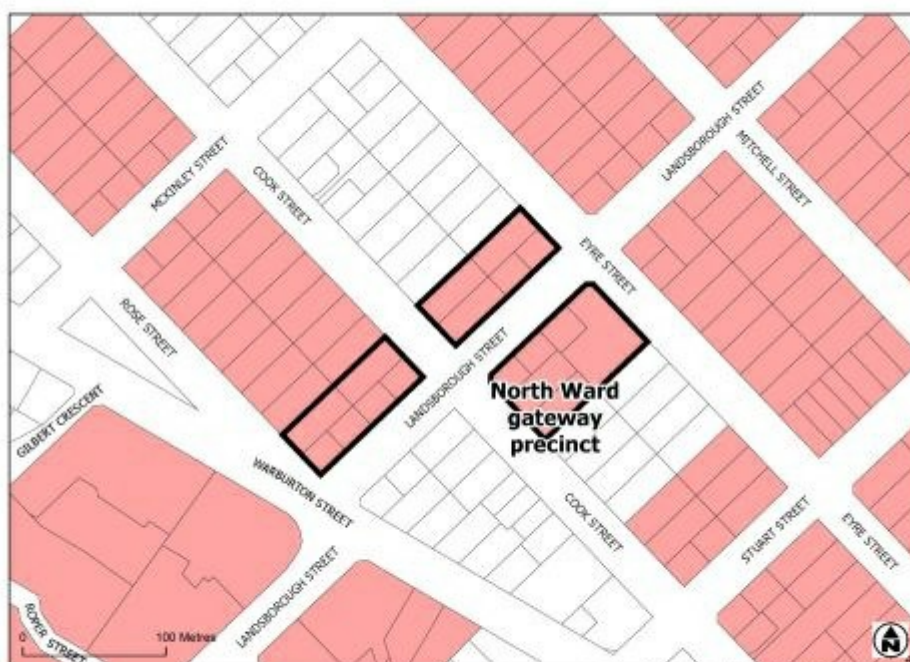 LANDSBOROUGH STREET
MITCHELL STREET
MCKINLEY STREET
COOK STREET
EYRE STREET
ROSE STREET
LANDSBOROUGH STREET
North Ward
gateway
precinct
GILBERT CRESCENT
WARBURTON STREET
COOK STREET
STUART STREET
EYRE STREET
LANDSBOROUGH STREET
ROPER STREET
0 100 Metres
N